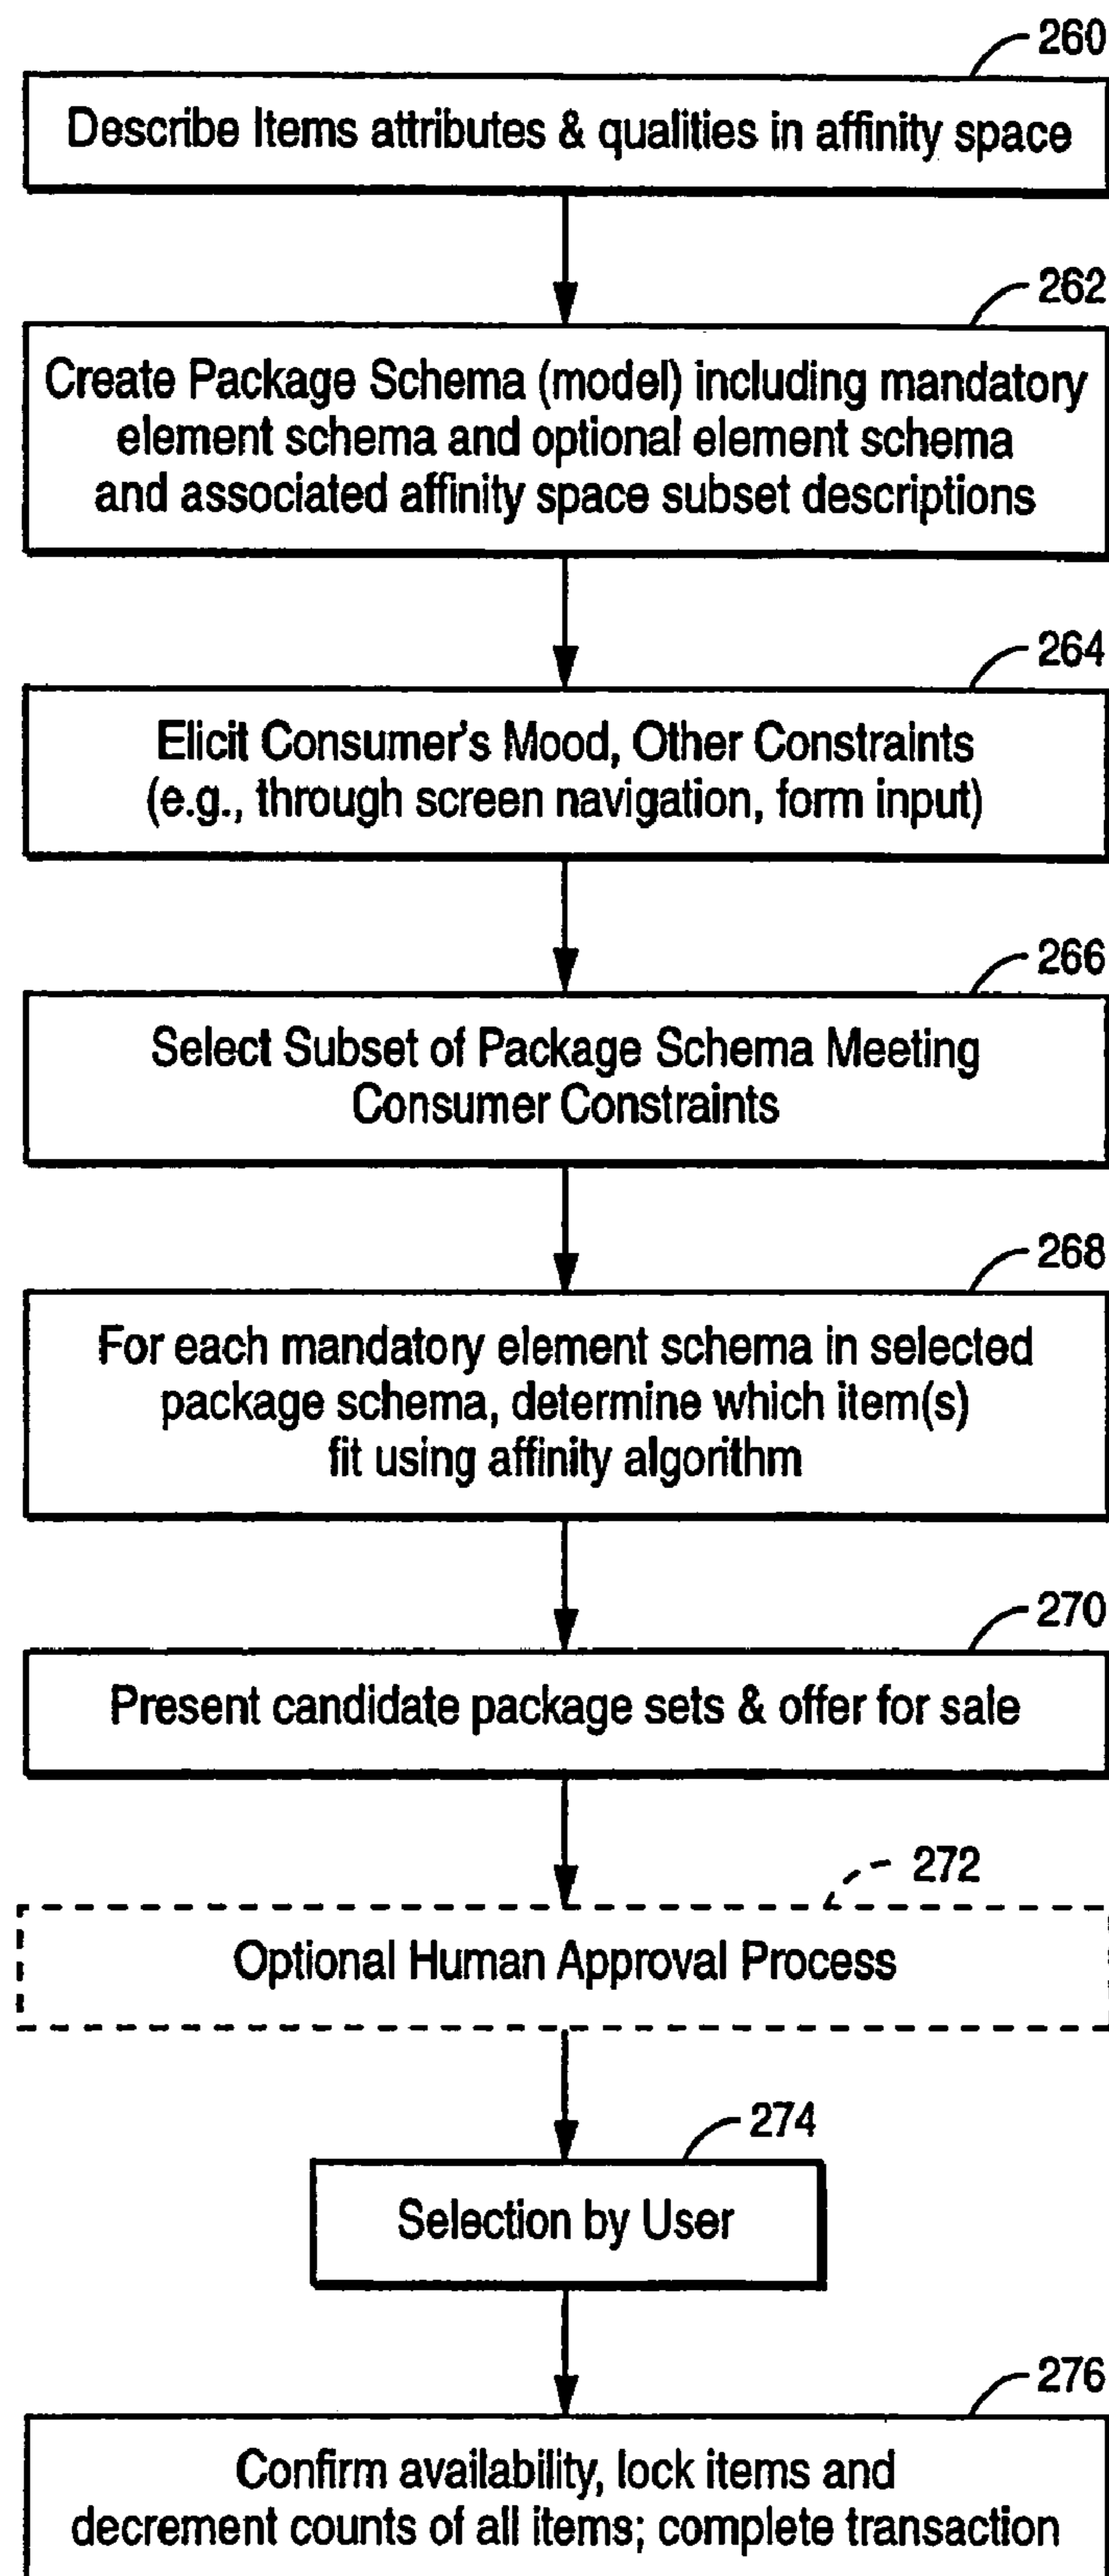 260
Describe Items attributes & qualities in affinity space
262
Create Package Schema (model) including mandatory
element schema and optional element schema
and associated affinity space subset descriptions
264
Elicit Consumer's Mood, Other Constraints
(e.g., through screen navigation, form input)
266
Select Subset of Package Schema Meeting
Consumer Constraints
268
For each mandatory element schema in selected
package schema, determine which item(s)
fit using affinity algorithm
270
Present candidate package sets & offer for sale
272
Optional Human Approval Process
274
Selection by User
276
Confirm availability, lock items and
decrement counts of all items; complete transaction